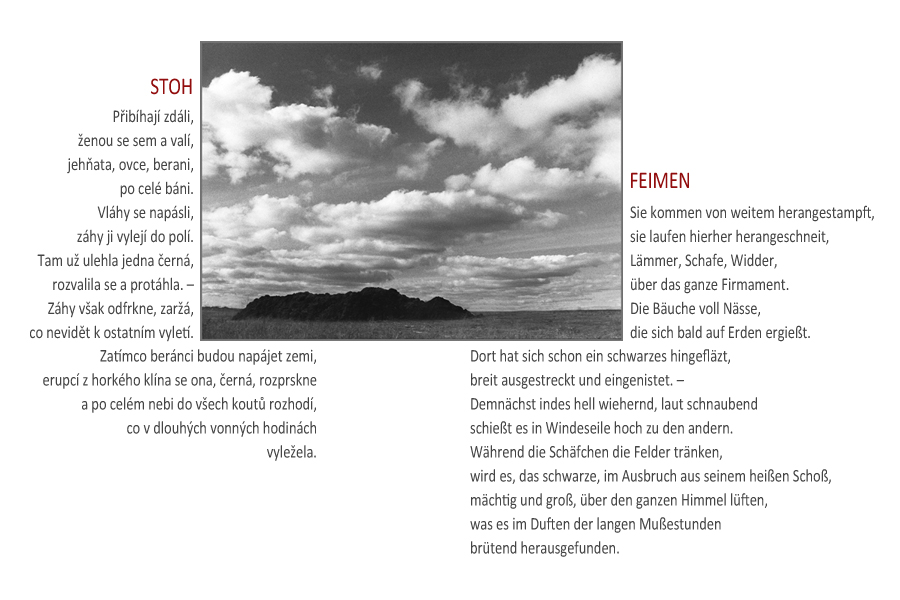 STOH
Přibíhají zdáli,
ženou se sem a valí,
jehňata, ovce, berani,
po celé báni.
Vláhy se napásli,
záhy ji vylejí do polí.
Tam už ulehla jedna černá,
rozvalila se a protáhla. –
Záhy však odfrkne, zaržá,
co nevidět k ostatním vyletí.
Zatímco beránci budou napájet zemi,
erupcí z horkého klína se ona, černá, rozprskne
a po celém nebi do všech koutů rozhodí,
co v dlouhých vonných hodinách
vyležela.
FEIMEN
Sie kommen von weitem herangestampft,
sie laufen hierher herangeschneit,
Lämmer, Schafe, Widder,
über das ganze Firmament.
Die Bäuche voll Nässe,
die sich bald auf Erden ergießt.
Dort hat sich schon ein schwarzes hingefläzt,
breit ausgestreckt und eingenistet. –
Demnächst indes hell wiehernd, laut schnaubend
schießt es in Windeseile hoch zu den andern.
Während die Schäfchen die Felder tränken,
wird es, das schwarze, im Ausbruch aus seinem heißen Schoß,
mächtig und groß, über den ganzen Himmel lüften,
was es im Duften der langen Mußestunden
brütend herausgefunden.